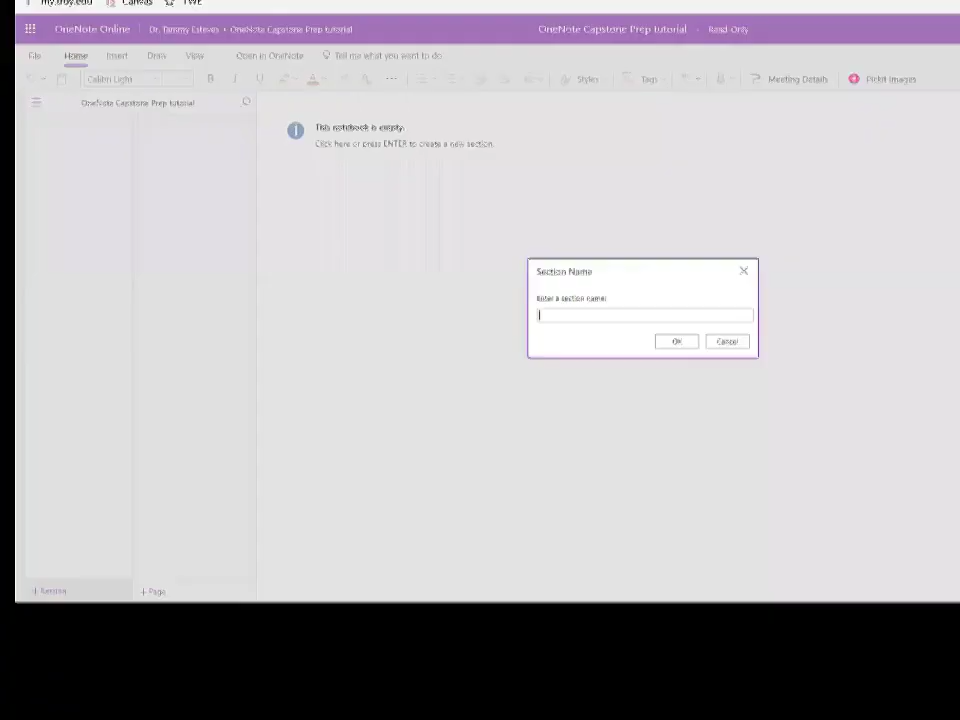 my.troy.edu Canvas TWE
OneNote Online Dr. Tammy Esteves › OneNote Capstone Prep tutorial OneNote Capstone Prep tutorial - Read Only
File Home Insert Draw View Open in OneNote Tell me what you want to do
Calibri Light B I U Styles Tags Meeting Details Pickit Images
OneNote Capstone Prep tutorial
This notebook is empty.
Click here or press ENTER to create a new section.
Section Name
Enter a section name:
OK Cancel
+ Section + Page